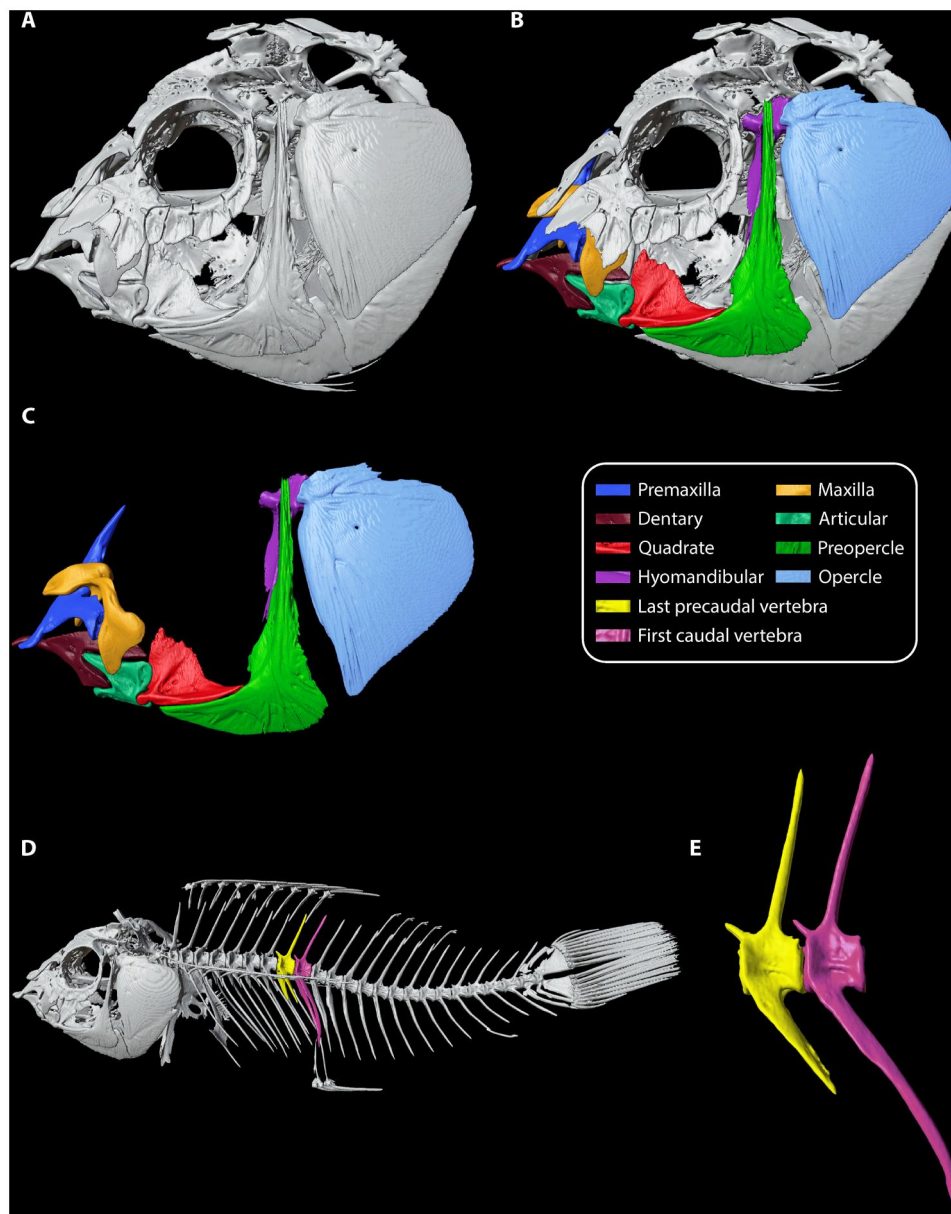 A
B
C
Premaxilla
Maxilla
Dentary
Articular
Quadrate
Preopercle
Hyomandibular
Opercle
Last precaudal vertebra
First caudal vertebra
D
E